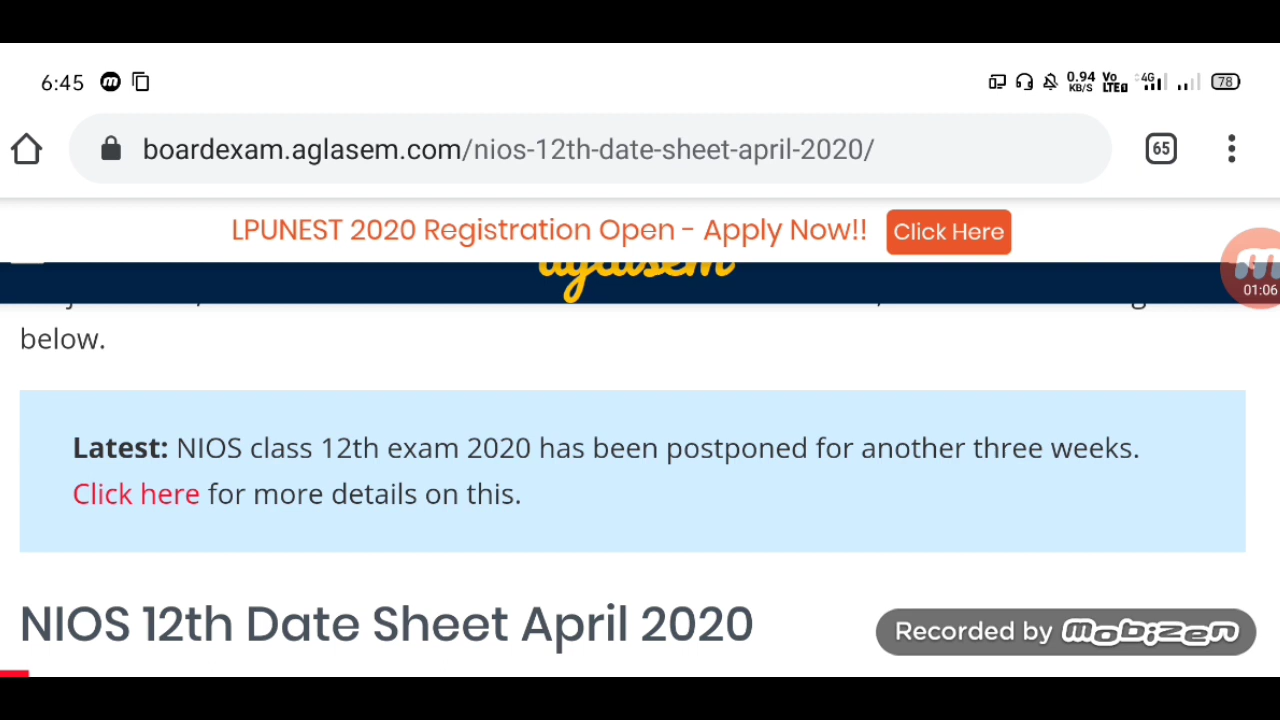 6:45 0.94 KB/S Vo LTE 4G 78
boardexam.aglasem.com/nios-12th-date-sheet-april-2020/ 65
LPUNEST 2020 Registration Open - Apply Now!! Click Here
aglasem
01:06
below.
Latest: NIOS class 12th exam 2020 has been postponed for another three weeks.
Click here for more details on this.
NIOS 12th Date Sheet April 2020
Recorded by mobizen